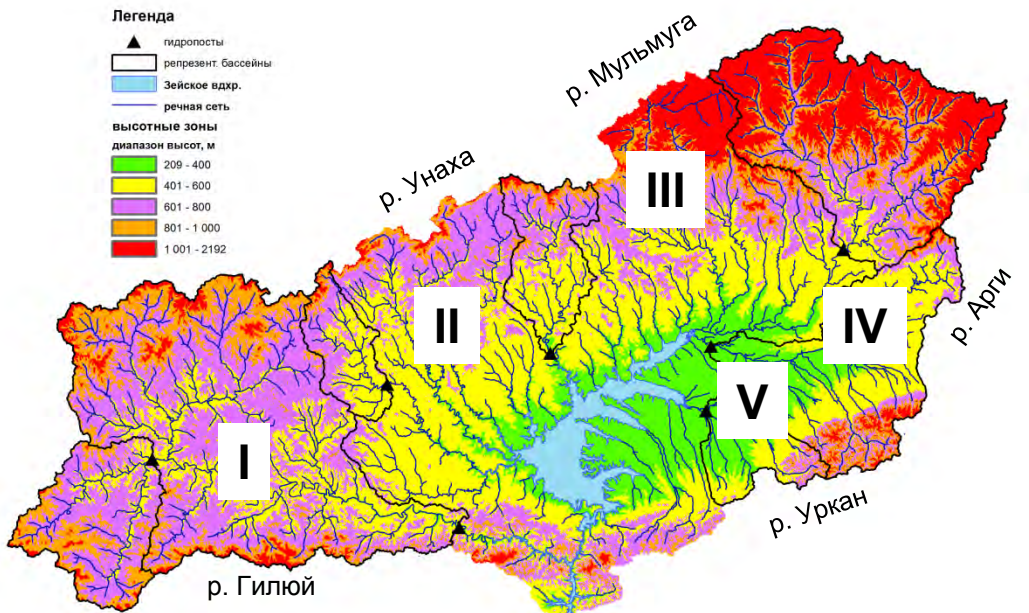 Легенда
гидропосты
репрезент. бассейны
Зейское вдхр.
речная сеть
высотные зоны
диапазон высот, м
209 - 400
401 - 600
601 - 800
801 - 1 000
1 001 - 2192
р. Мульмуга
р. Унаха
III
II
IV
р. Арги
V
I
р. Уркан
р. Гилюй